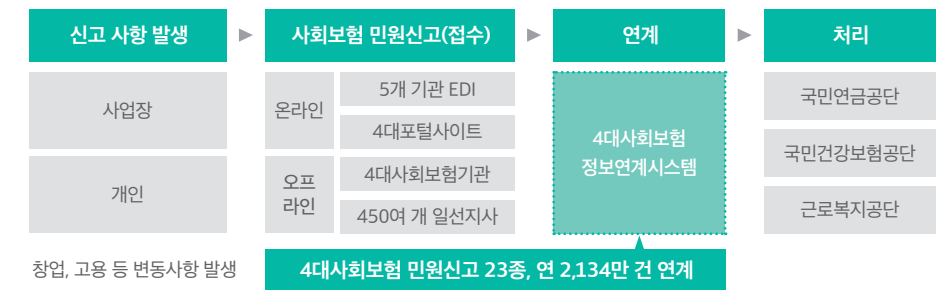 신고 사항 발생
사회보험 민원신고(접수)
연계
처리
사업장
개인
온라인
5개 기관 EDI
4대포털사이트
오프
라인
4대사회보험기관
450여 개 일선지사
4대사회보험
정보연계시스템
국민연금공단
국민건강보험공단
근로복지공단
창업, 고용 등 변동사항 발생
4대사회보험 민원신고 23종, 연 2,134만 건 연계